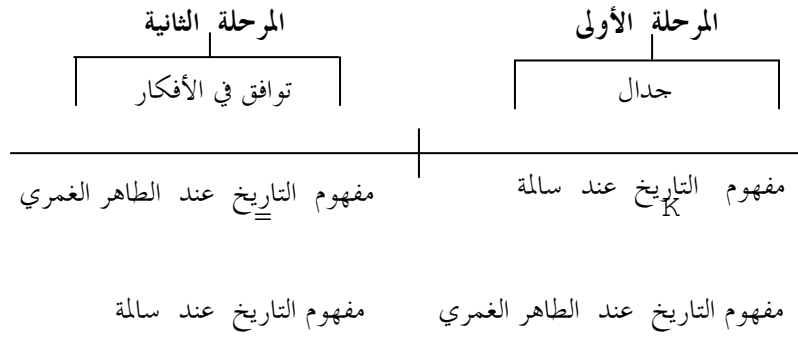 المرحلة الأولى المرحلة الثانية
جدال توافق في الأفكار
مفهوم التاريخ عند سالمة مفهوم التاريخ عند الطاهر الغمري
K =
مفهوم التاريخ عند الطاهر الغمري مفهوم التاريخ عند سالمة